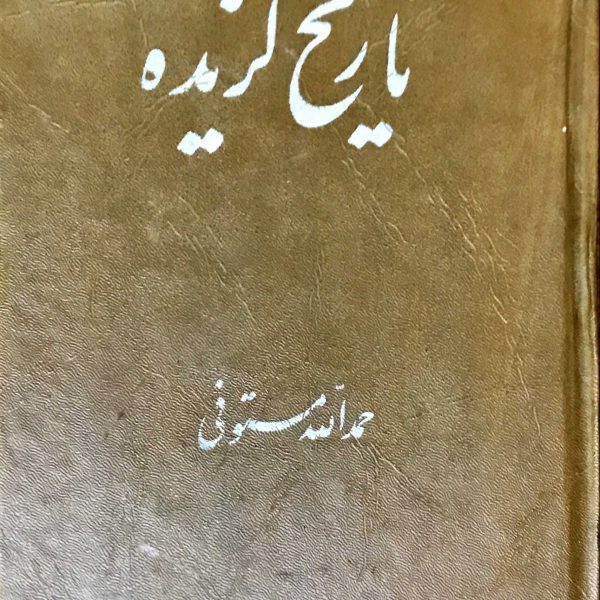 تاریخ گزیده
حمدالله مستوفی